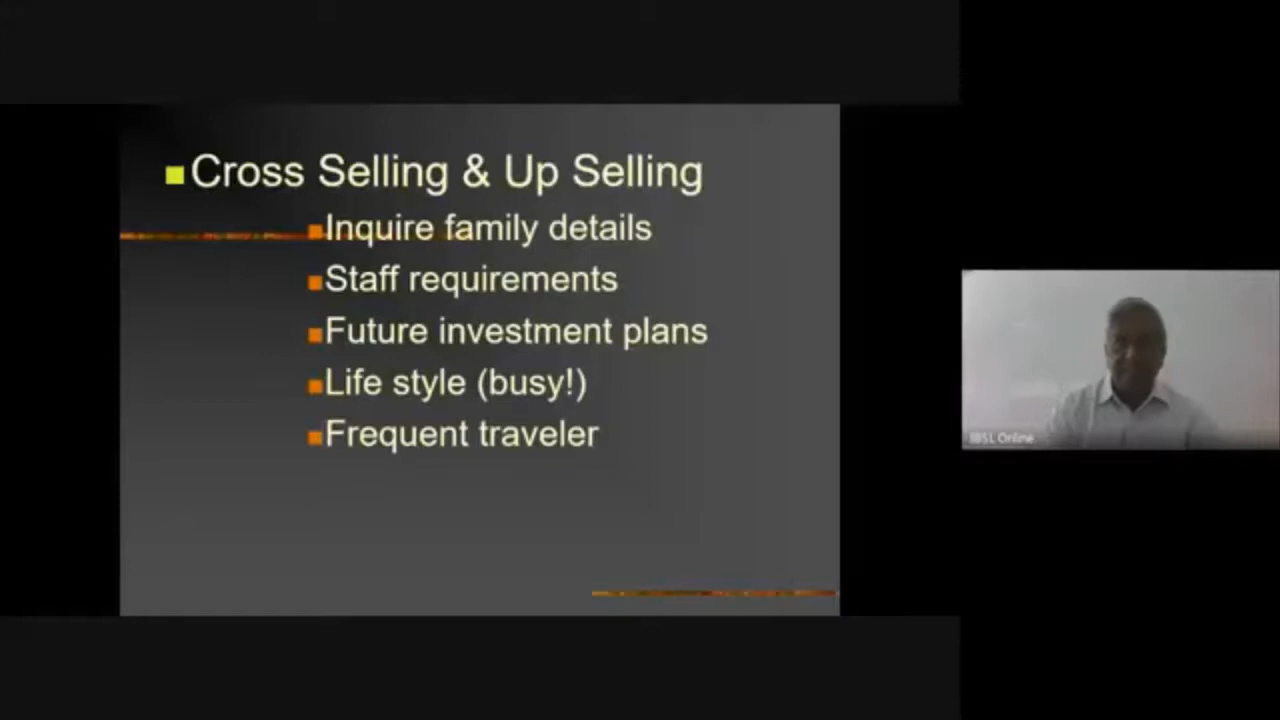 Cross Selling & Up Selling
Inquire family details
Staff requirements
Future investment plans
Life style (busy!)
Frequent traveler
IBSL Online